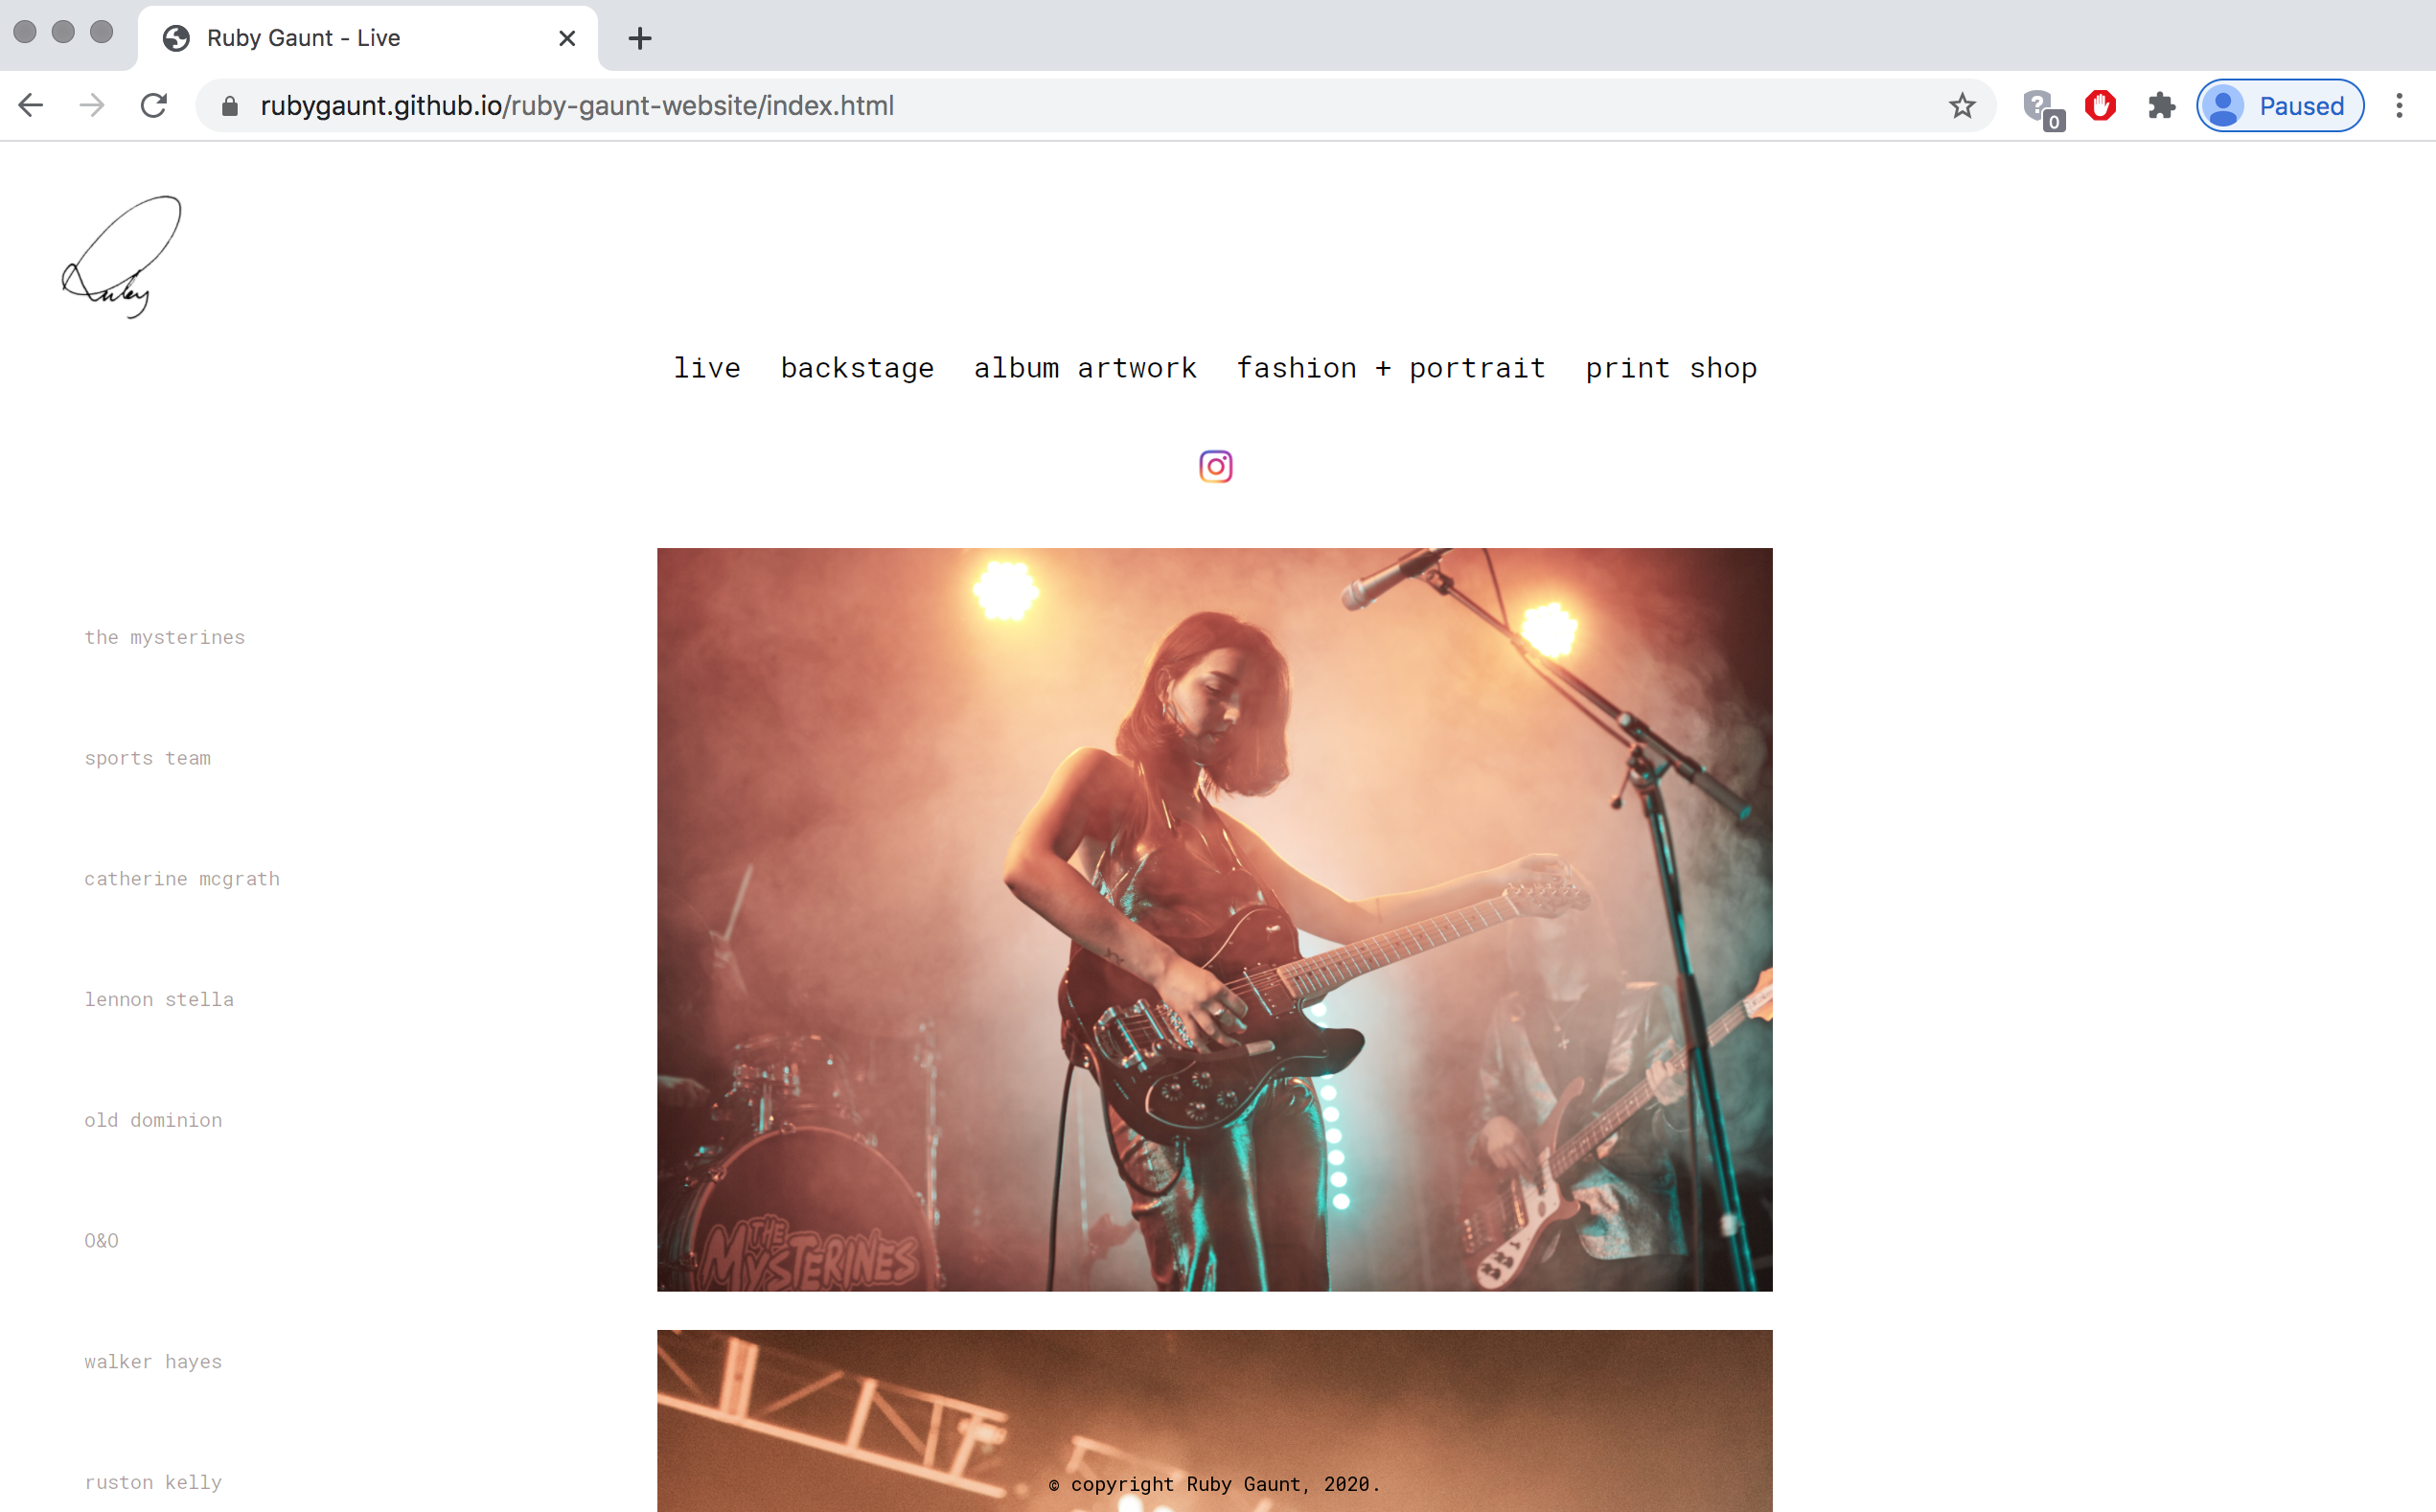 Ruby Gaunt - Live
rubygaunt.github.io/ruby-gaunt-website/index.html
0
Paused
Ruby
live backstage album artwork fashion + portrait print shop
the mysterines
sports team
catherine mcgrath
lennon stella
old dominion
O&O
walker hayes
ruston kelly
THE
MYSTERINES
© copyright Ruby Gaunt, 2020.